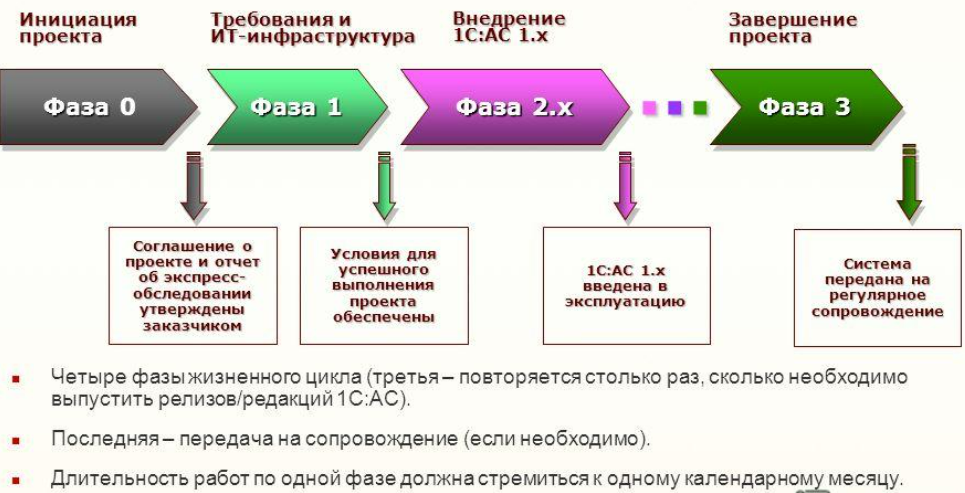 Инициация
проекта
Требования и
ИТ-инфраструктура
Внедрение
1С:АС 1.x
Завершение
проекта
Фаза 0
Фаза 1
Фаза 2.x
Фаза 3
Соглашение о
проекте и отчет
об экспресс-
обследовании
утверждены
заказчиком
Условия для
успешного
выполнения
проекта
обеспечены
1С:АС 1.x
введена в
эксплуатацию
Система
передана на
регулярное
сопровождение
Четыре фазы жизненного цикла (третья – повторяется столько раз, сколько необходимо
выпустить релизов/редакций 1С:АС).
Последняя – передача на сопровождение (если необходимо).
Длительность работ по одной фазе должна стремиться к одному календарному месяцу.